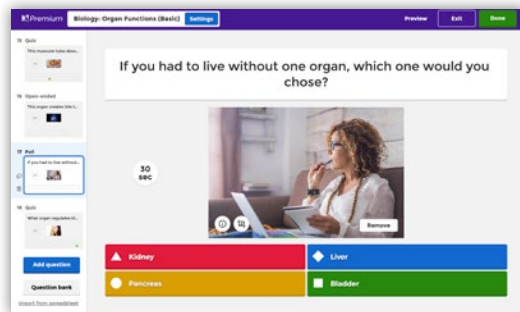 K!Premium
Biology: Organ Functions (Basic)
Settings
Preview
Exit
Done
15 Quiz
This muscular tube
16 Open-ended
This organ creates bile
17 Poll
If you had to live without...
18 Quiz
What organ regulates
Add question
Question bank
Import from spreadsheet
If you had to live without one organ, which one would you
chose?
30
sec
Remove
Kidney
Liver
Pancreas
Bladder